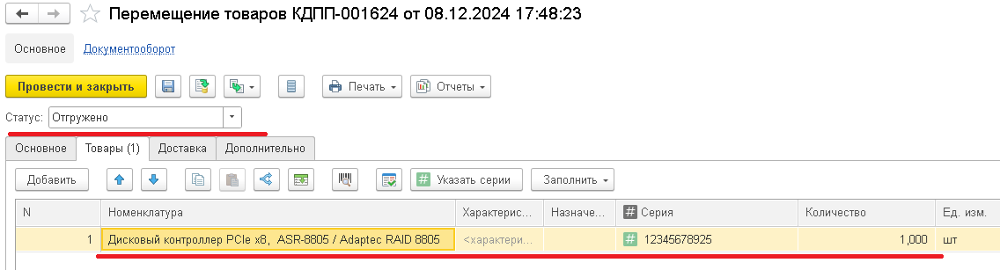 Перемещение товаров КДПП-001624 от 08.12.2024 17:48:23
Основное Документооборот
Провести и закрыть Печать Отчеты
Статус: Отгружено
Основное Товары (1) Доставка Дополнительно
Добавить # Указать серии Заполнить
N Номенклатура Характерис... Назначе... # Серия Количество Ед. изм.
1 Дисковый контроллер PCIe x8, ASR-8805 / Adaptec RAID 8805 <характери... # 12345678925 1,000 шт